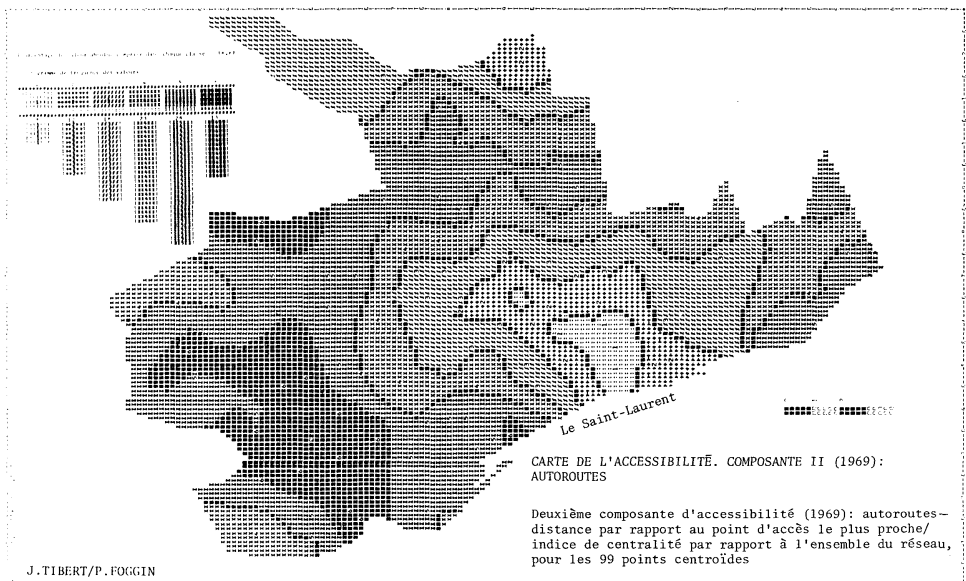 Le Saint-Laurent
CARTE DE L'ACCESSIBILITÉ. COMPOSANTE II (1969):
AUTOROUTES
Deuxième composante d'accessibilité (1969): autoroutes—
distance par rapport au point d'accès le plus proche/
indice de centralité par rapport à l'ensemble du réseau,
pour les 99 points centroïdes
J.TIBERT/P.FOGGIN